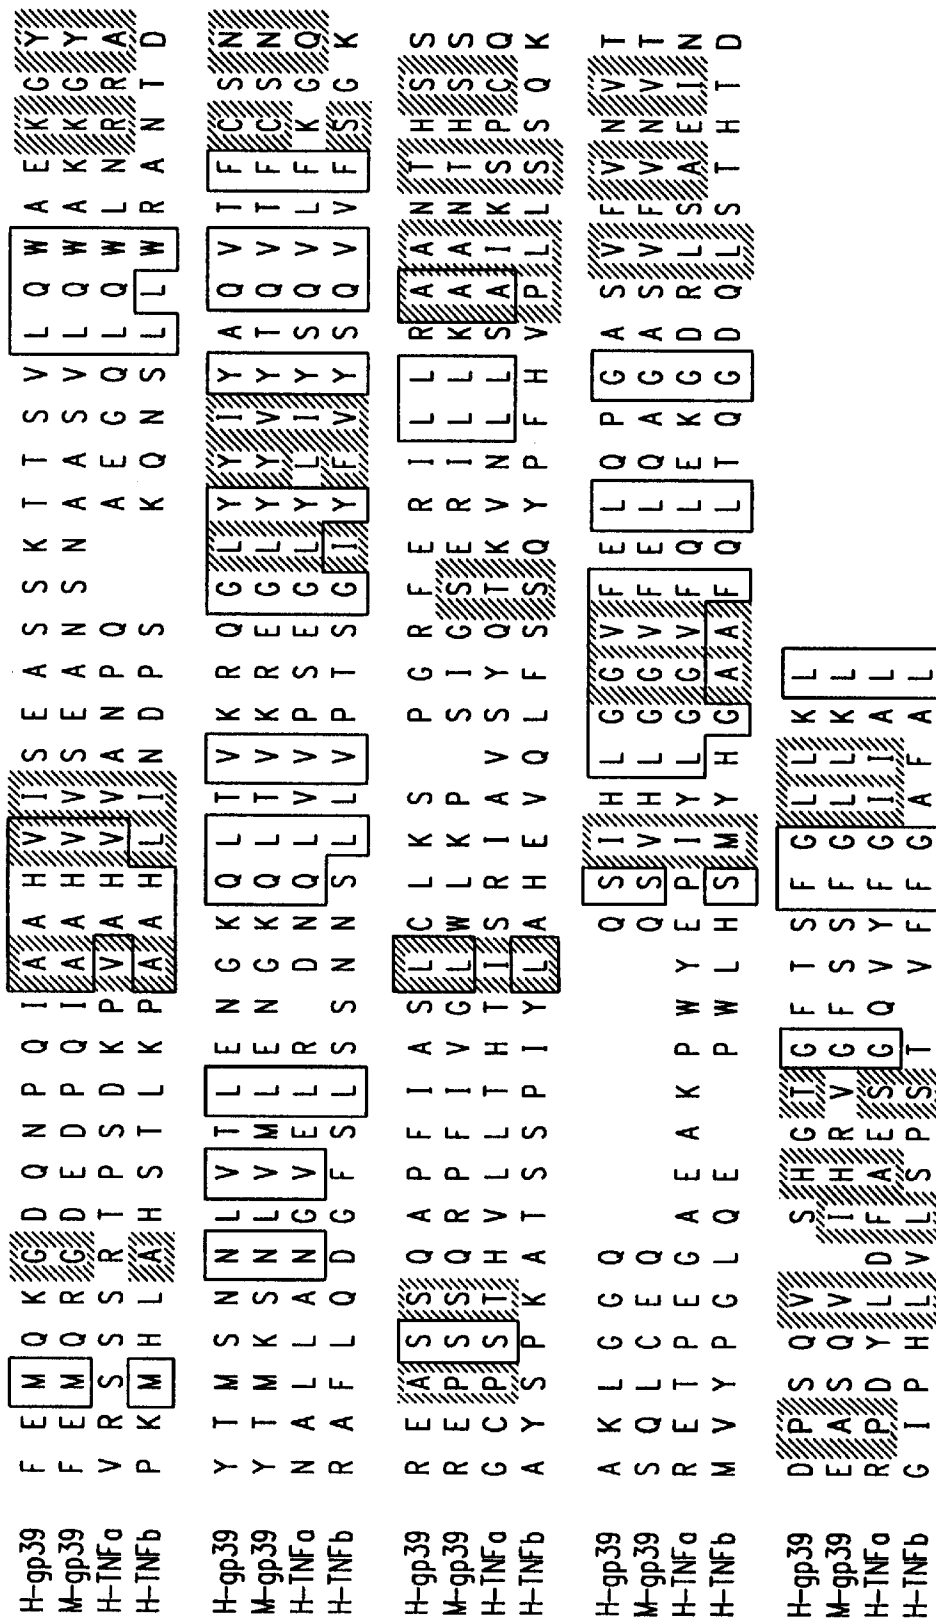 H-gp39 F E M Q K G D Q N P Q I A A H V I S E A S S K T T S V L Q W A E K G Y
M-gp39 F E M Q R G D E D P Q I A A H V V S E A N S N A A S V L Q W A K K G Y
H-TNFa V R S S S R T P S D K P V A H V V A N P Q A E G Q L Q W L N R R A
H-TNFb P K M H L A H S T L K P A A H L I N D P S K Q N S L L W R A N T D
H-gp39 Y T M S N N L V T L E N G K Q L T V K R Q G L Y Y I Y A Q V T F C S N
M-gp39 Y T M K S N L V M L E N G K Q L T V K R E G L Y Y V Y T Q V T F C S N
H-TNFa N A L L A N G V E L R D N Q L V V P S E G L Y L I Y S Q V L F K G Q
H-TNFb R A F L Q D G F S L S S N N S L L V P T S G I Y F V Y S Q V V F S G K
H-gp39 R E A S S Q A P F I A S L C L K S P G R F E R I L L R A A N T H S S
M-gp39 R E P S S Q R P F I V G L W L K P S I G S E R I L L K A A N T H S S
H-TNFa G C P S T H V L L T H T I S R I A V S Y Q T K V N L L S A I K S P C Q
H-TNFb A Y S P K A T S S P I Y L A H E V Q L F S S Q Y P F H V P L L S S Q K
H-gp39 A K L G G Q Q S I H L G G V F E L Q P G A S V F V N V T
M-gp39 S Q L C E Q Q S V H L G G V F E L Q A G A S V F V N V T
H-TNFa R E T P E G A E A K P W Y E P I Y L G G V F Q L E K G D R L S A E I N
H-TNFb M V Y P G L Q E P W L H S M Y H G A A F Q L T Q G D Q L S T H T D
H-gp39 D P S Q V S H G T G F T S F G L L K L
M-gp39 E A S Q V I H R V G F S S F G L L K L
H-TNFa R P D Y L D F A E S G Q V Y F G I I A L
H-TNFb G I P H L V L S P S T V F F G A F A L